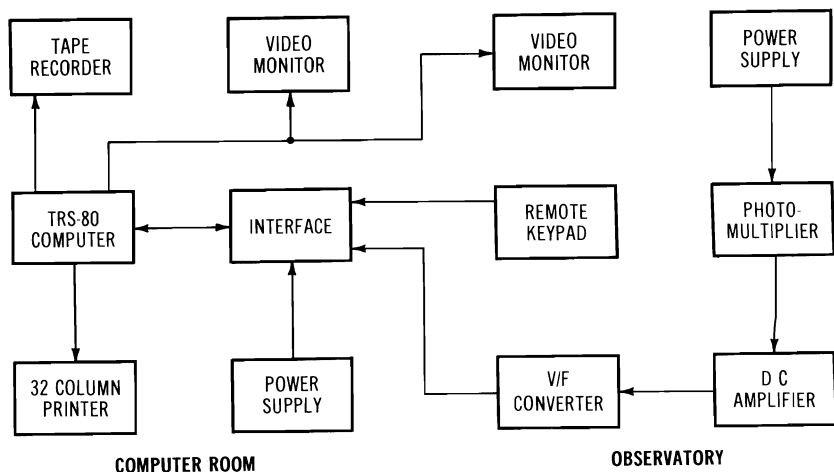 TAPE
RECORDER
VIDEO
MONITOR
VIDEO
MONITOR
POWER
SUPPLY
TRS-80
COMPUTER
INTERFACE
REMOTE
KEYPAD
PHOTO-
MULTIPLIER
32 COLUMN
PRINTER
POWER
SUPPLY
V/F
CONVERTER
D C
AMPLIFIER
COMPUTER ROOM
OBSERVATORY